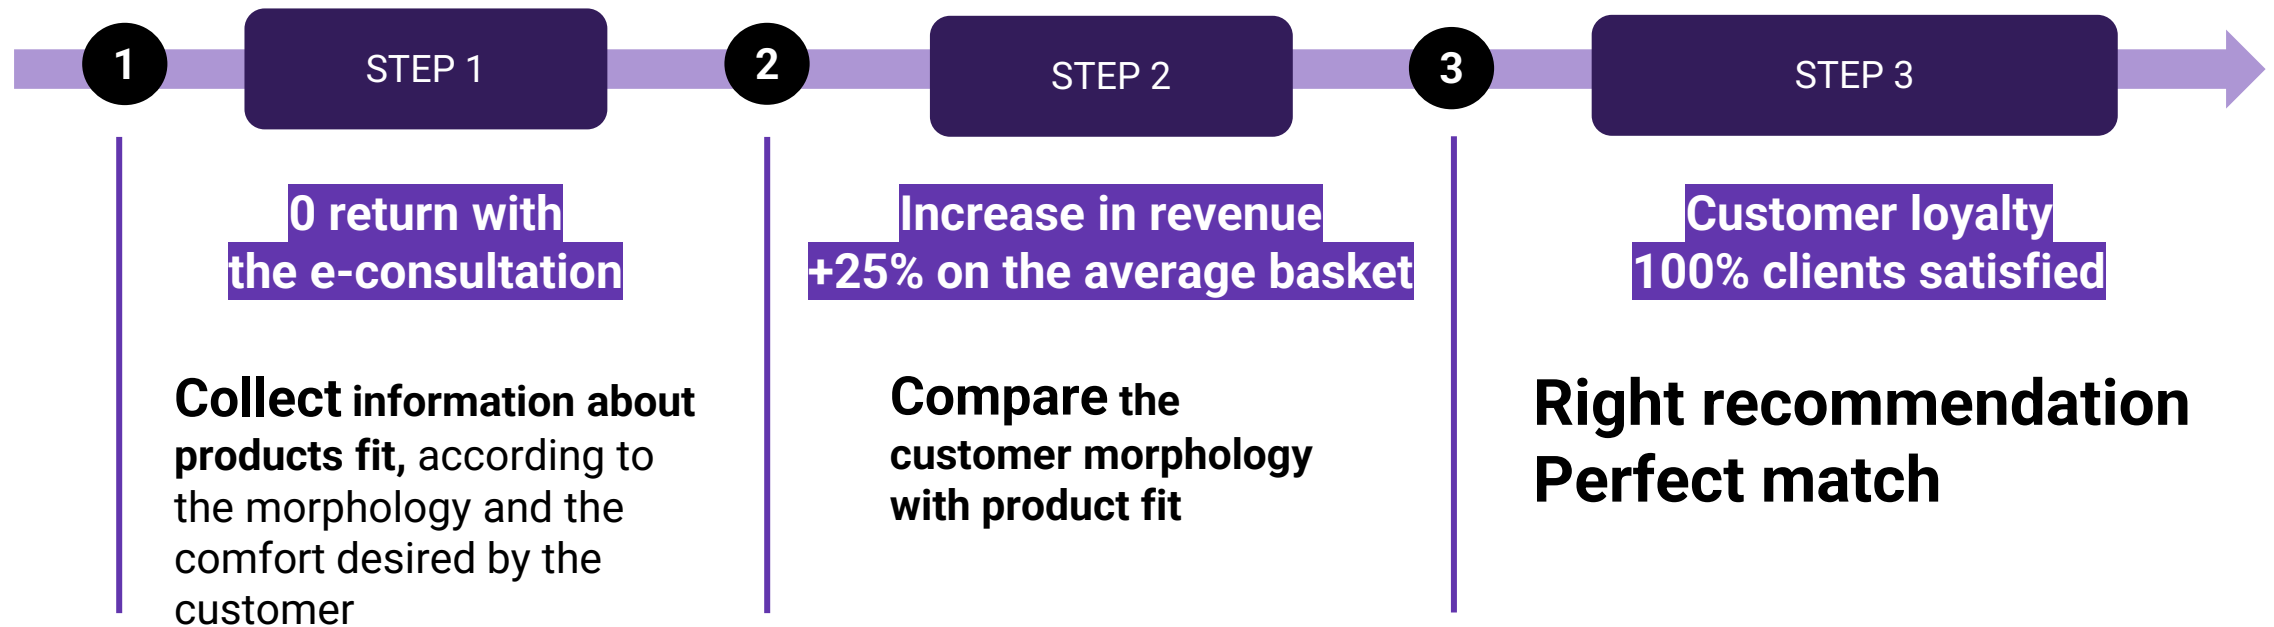 1
STEP 1
2
STEP 2
3
STEP 3
0 return with
the e-consultation
Collect information about
products fit, according to
the morphology and the
comfort desired by the
customer
Increase in revenue
+25% on the average basket
Compare the
customer morphology
with product fit
Customer loyalty
100% clients satisfied
Right recommendation
Perfect match